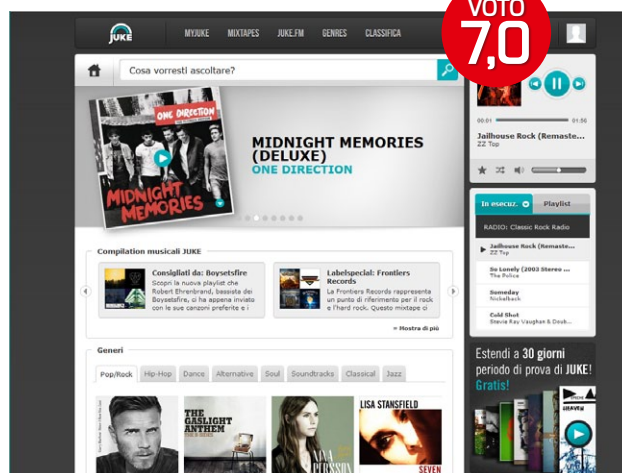 VOTO
7,0
JUKE
MYJUKE MIXTAPES JUKE.FM GENRES CLASSIFICA
Cosa vorresti ascoltare?
ONE DIRECTION
MIDNIGHT MEMORIES
MIDNIGHT MEMORIES
(DELUXE)
ONE DIRECTION
00:01 01:56
Jailhouse Rock (Remaste...
ZZ Top
In esecuz. Playlist
RADIO: Classic Rock Radio
Jailhouse Rock (Remaste...
ZZ Top
So Lonely (2003 Stereo ...
The Police
Someday
Nickelback
Cold Shot
Stevie Ray Vaughan & Doub...
Compilation musicali JUKE
Consigliati da: Boysetsfire
Scopri la nuova playlist che
Robert Ehrenbrand, bassista dei
Boysetsfire, ci ha appena inviato
con le sue canzoni preferite e i
Labelspecial: Frontiers
Records
La Frontiers Records rappresenta
un punto di riferimento per il rock
e l'hard rock. Questo mixtape ci
» Mostra di più
Generi
Pop/Rock Hip-Hop Dance Alternative Soul Soundtracks Classical Jazz
THE
GASLIGHT
ANTHEM
NINA
PERSSON
LISA STANSFIELD
SEVEN
Estendi a 30 giorni
periodo di prova di JUKE!
Gratis!
HEAVEN